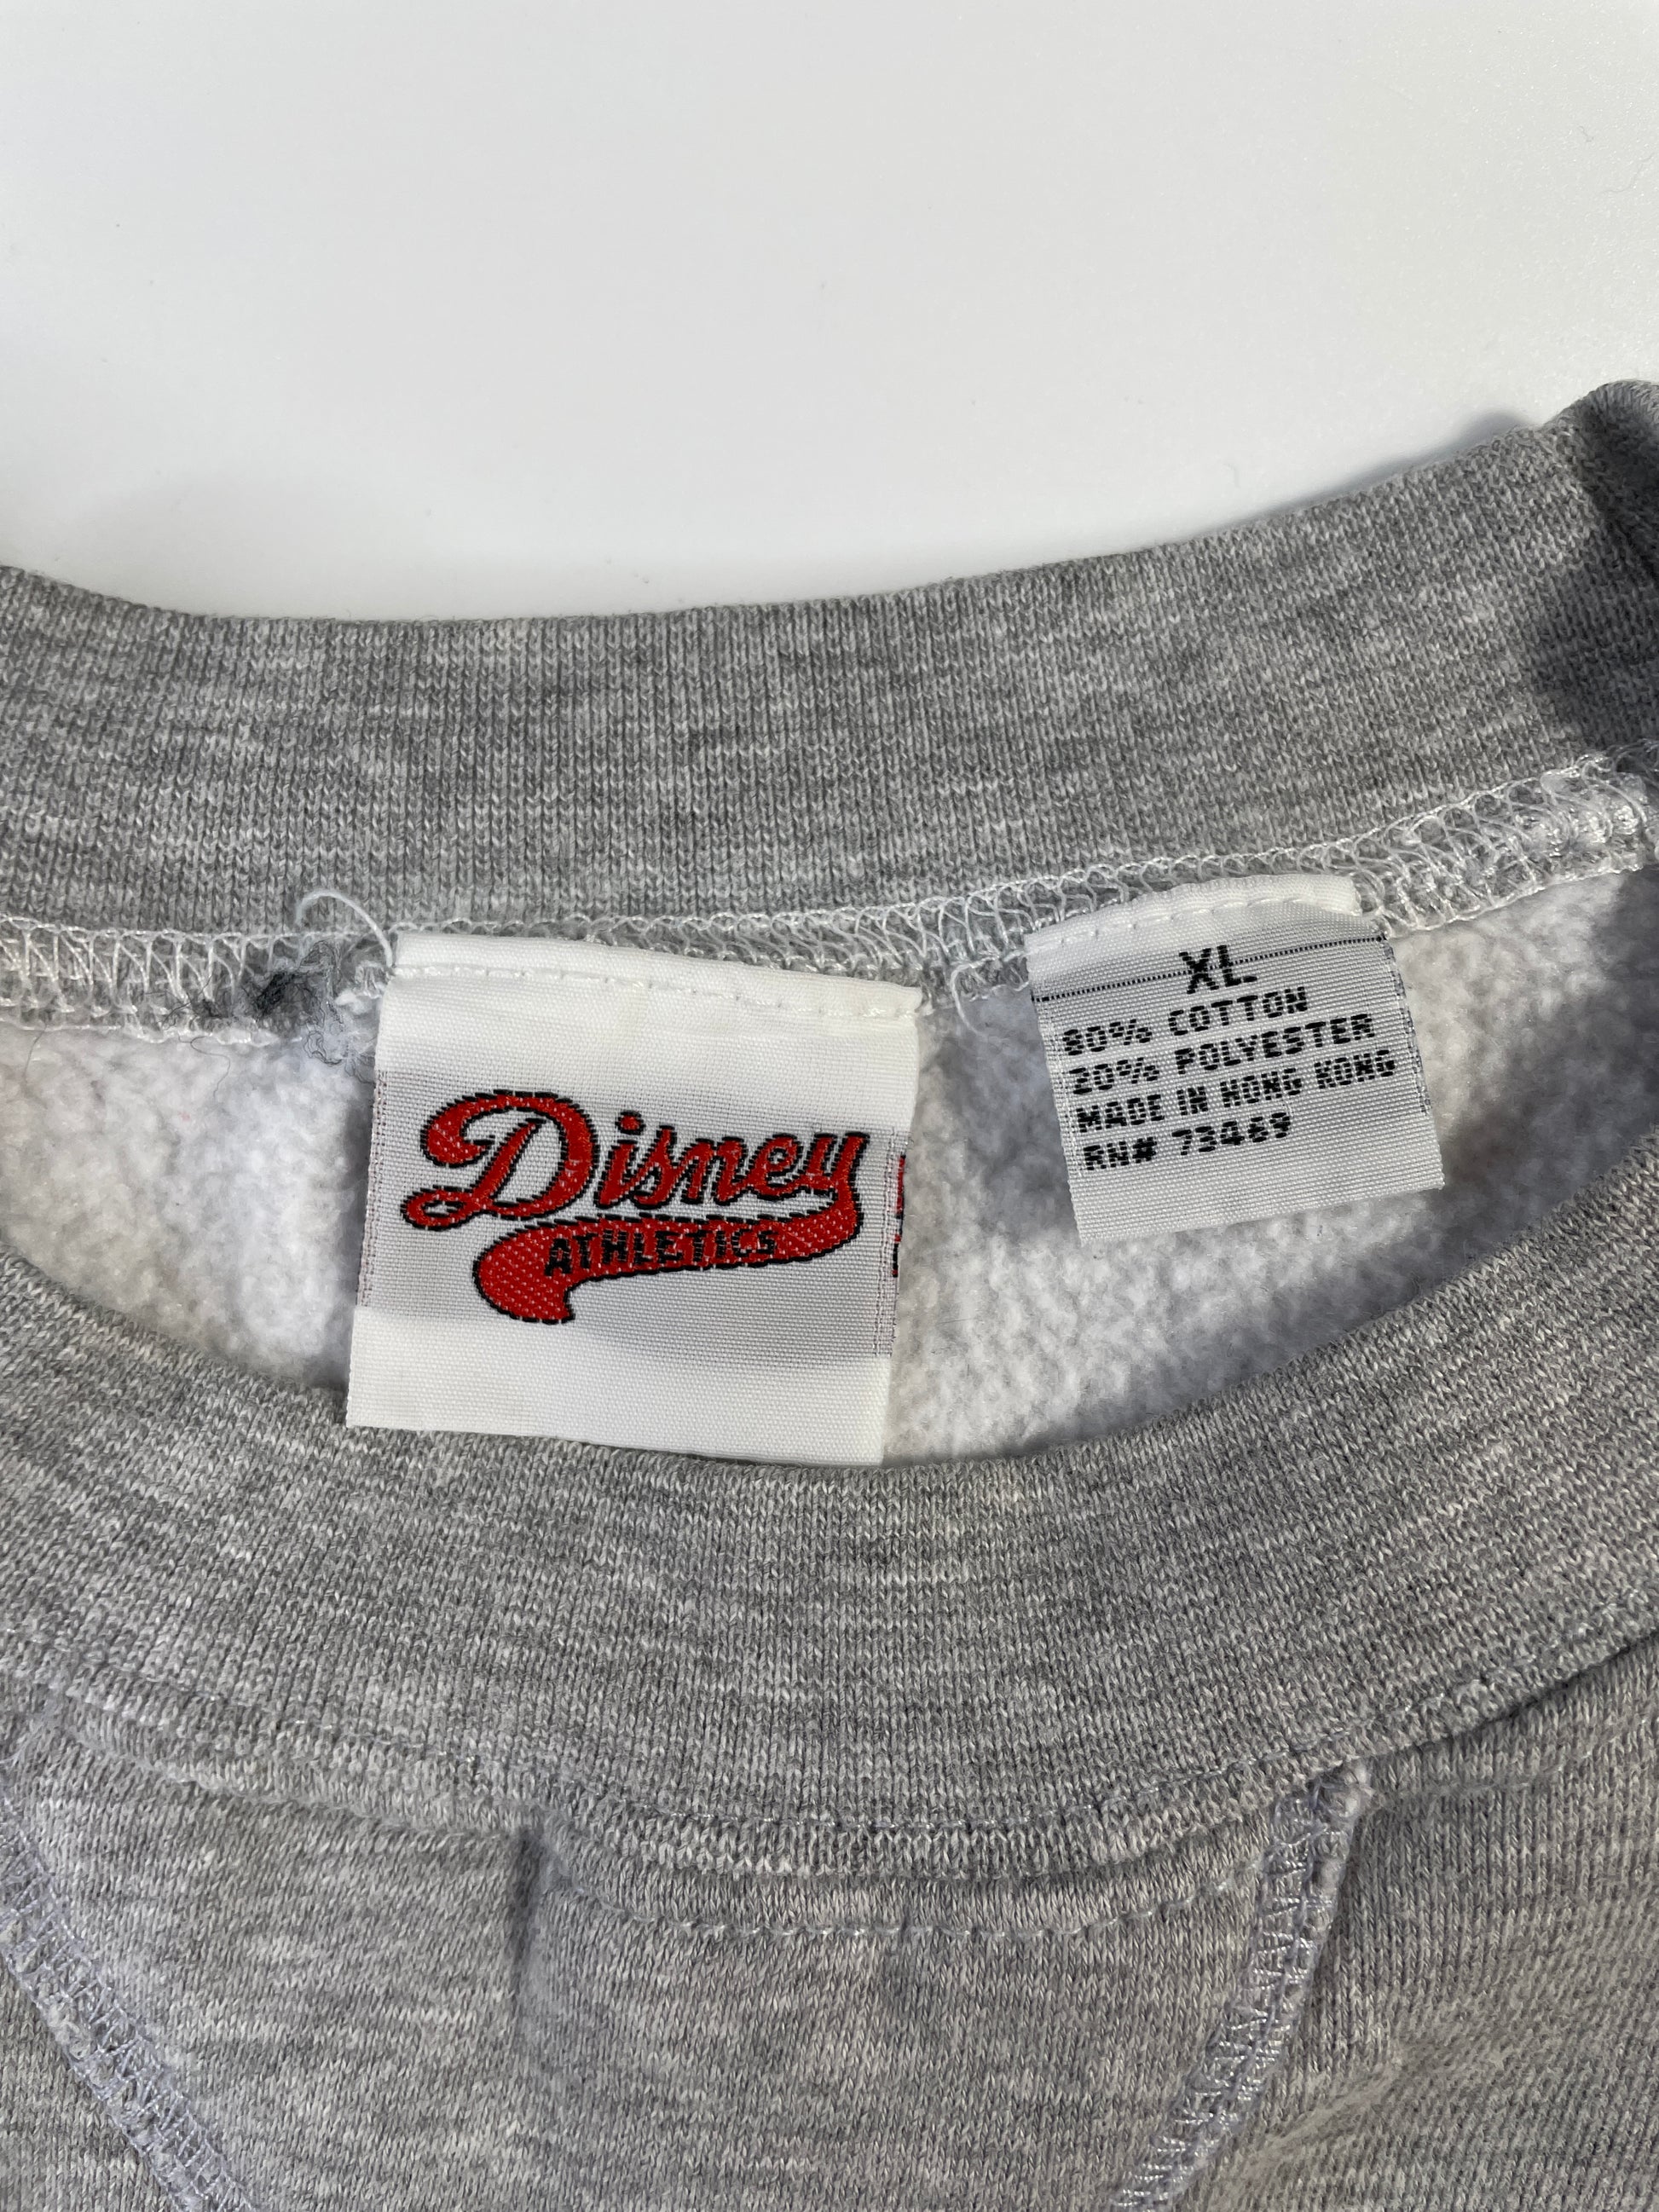 Disney
ATHLETICS
XL
80% COTTON
20% POLYESTER
MADE IN HONG KONG
RN# 73469